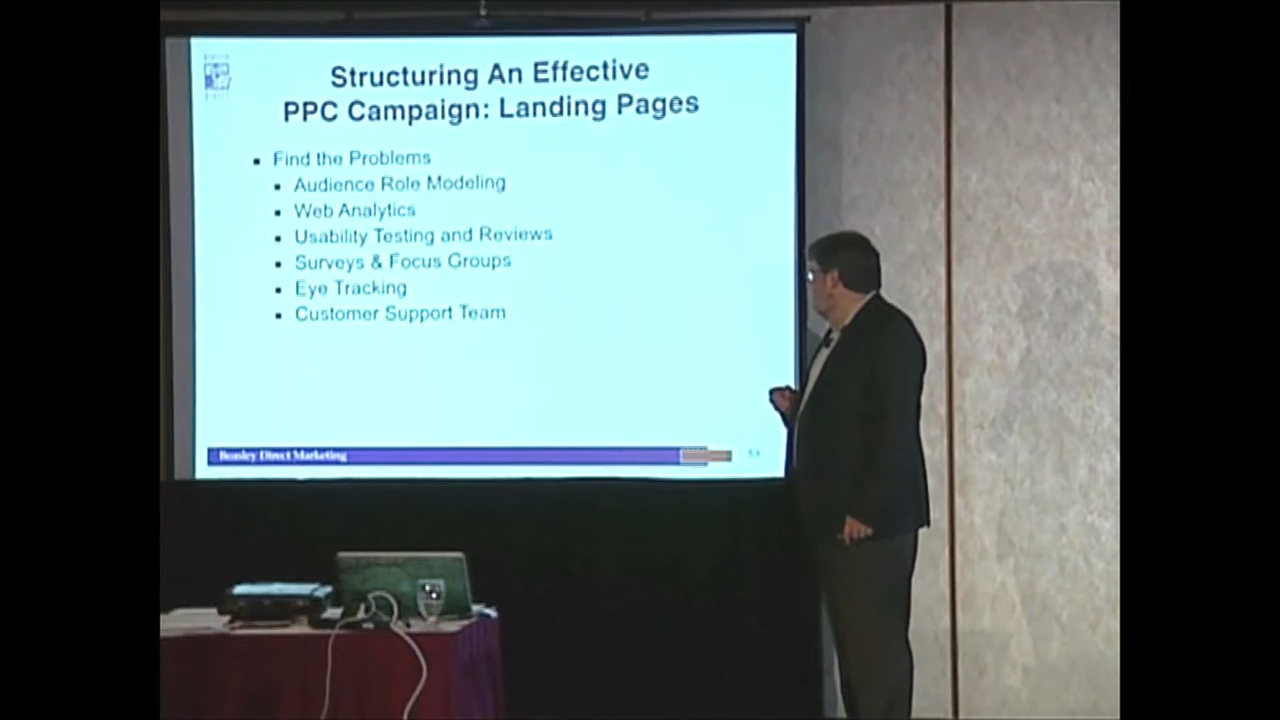 Structuring An Effective
PPC Campaign: Landing Pages
Find the Problems
Audience Role Modeling
Web Analytics
Usability Testing and Reviews
Surveys & Focus Groups
Eye Tracking
Customer Support Team
Beasley Direct Marketing